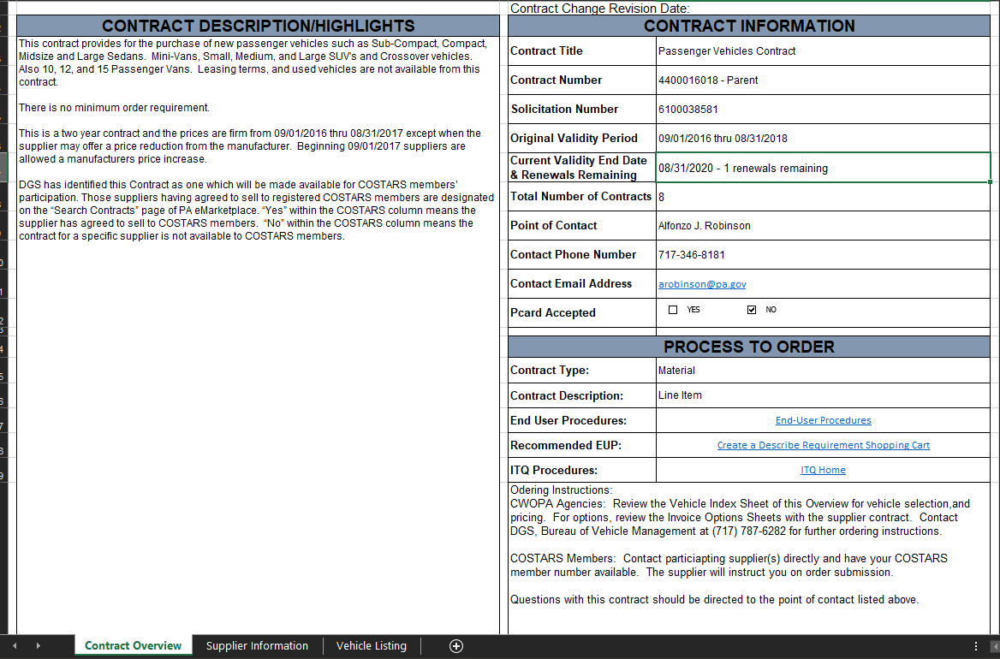 Contract Change Revision Date:
CONTRACT DESCRIPTION/HIGHLIGHTS
This contract provides for the purchase of new passenger vehicles such as Sub-Compact, Compact,
Midsize and Large Sedans.  Mini-Vans, Small, Medium, and Large SUV's and Crossover vehicles.
Also 10, 12, and 15 Passenger Vans.  Leasing terms, and used vehicles are not available from this
contract.
There is no minimum order requirement.
This is a two year contract and the prices are firm from 09/01/2016 thru 08/31/2017 except when the
supplier may offer a price reduction from the manufacturer.  Beginning 09/01/2017 suppliers are
allowed a manufacturers price increase.
DGS has identified this Contract as one which will be made available for COSTARS members'
participation. Those suppliers having agreed to sell to registered COSTARS members are designated
on the “Search Contracts” page of PA eMarketplace. “Yes” within the COSTARS column means the
supplier has agreed to sell to COSTARS members.  “No” within the COSTARS column means the
contract for a specific supplier is not available to COSTARS members.
CONTRACT INFORMATION
Contract Title Passenger Vehicles Contract
Contract Number 4400016018 - Parent
Solicitation Number 6100038581
Original Validity Period 09/01/2016 thru 08/31/2018
Current Validity End Date
& Renewals Remaining 08/31/2020 - 1 renewals remaining
Total Number of Contracts 8
Point of Contact Alfonzo J. Robinson
Contact Phone Number 717-346-8181
Contact Email Address arobinson@pa.gov
Pcard Accepted YES NO
PROCESS TO ORDER
Contract Type: Material
Contract Description: Line Item
End User Procedures: End-User Procedures
Recommended EUP: Create a Describe Requirement Shopping Cart
ITQ Procedures: ITQ Home
Odering Instructions:
CWOPA Agencies:  Review the Vehicle Index Sheet of this Overview for vehicle selection,and
pricing.  For options, review the Invoice Options Sheets with the supplier contract.  Contact
DGS, Bureau of Vehicle Management at (717) 787-6282 for further ordering instructions.
COSTARS Members:  Contact particiapting supplier(s) directly and have your COSTARS
member number available.  The supplier will instruct you on order submission.
Questions with this contract should be directed to the point of contact listed above.
Contract Overview Supplier Information Vehicle Listing